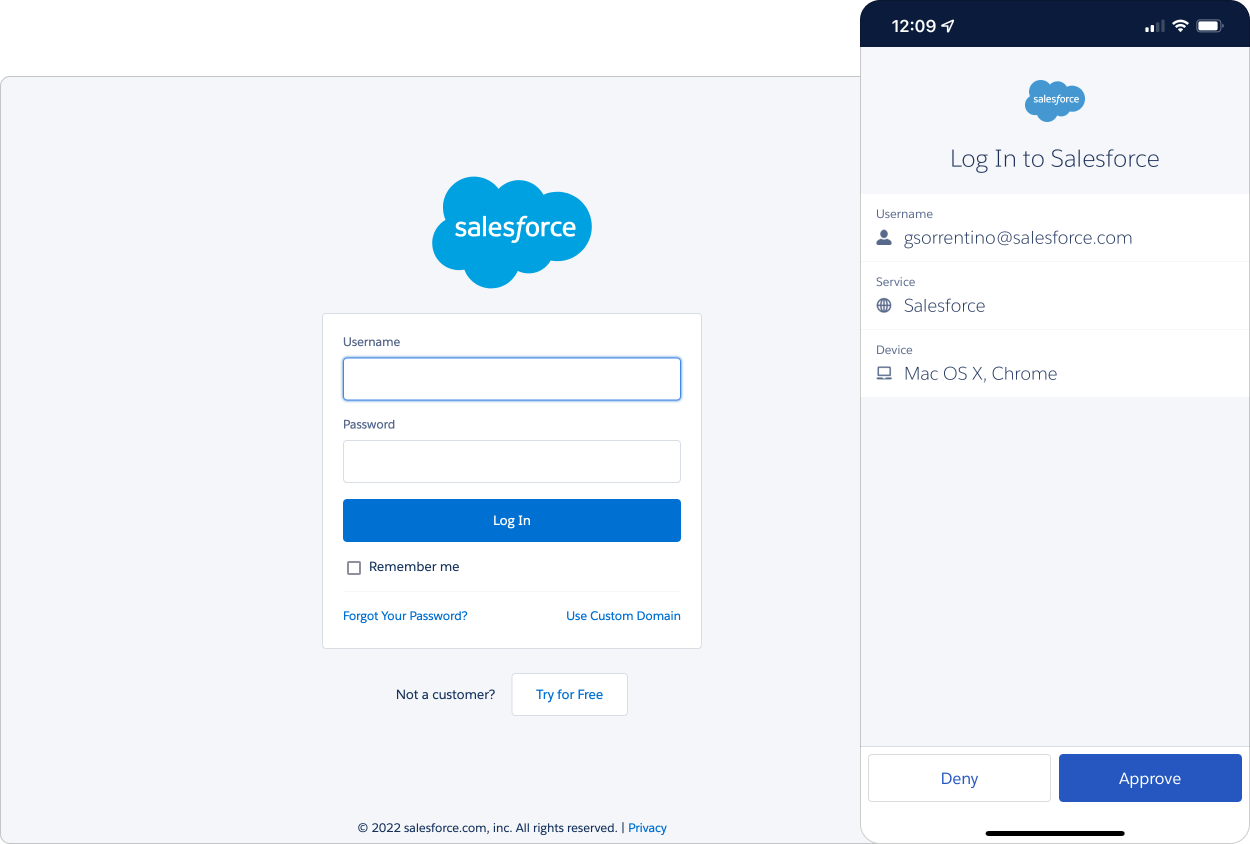 salesforce
Username
Password
Log In
Remember me
Forgot Your Password?
Use Custom Domain
Not a customer?
Try for Free
© 2022 salesforce.com, inc. All rights reserved. | Privacy
12:09
salesforce
Log In to Salesforce
Username
gsorrentino@salesforce.com
Service
Salesforce
Device
Mac OS X, Chrome
Deny
Approve